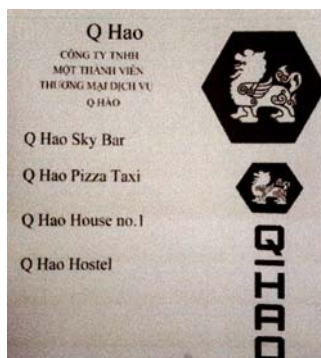 Q Hao
CÔNG TY TNHH
MỘT THÀNH VIÊN
THƯƠNG MẠI DỊCH VỤ
Q HÀO
Q Hao Sky Bar
Q Hao Pizza Taxi
Q Hao House no.1
Q Hao Hostel
Q-HAO